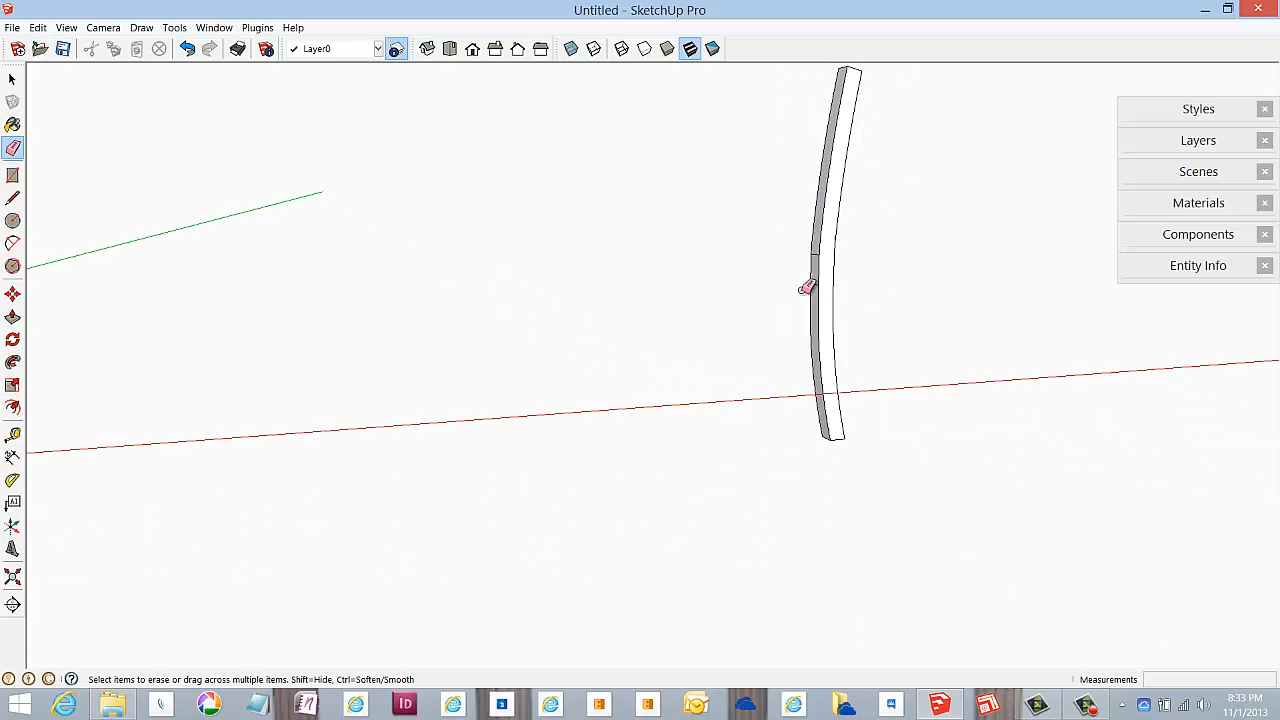 Untitled - SketchUp Pro
File Edit View Camera Draw Tools Window Plugins Help
Layer0
Styles
Layers
Scenes
Materials
Components
Entity Info
A1
Select items to erase or drag across multiple items. Shift=Hide, Ctrl=Soften/Smooth
Measurements
ID
8:33 PM
11/1/2013